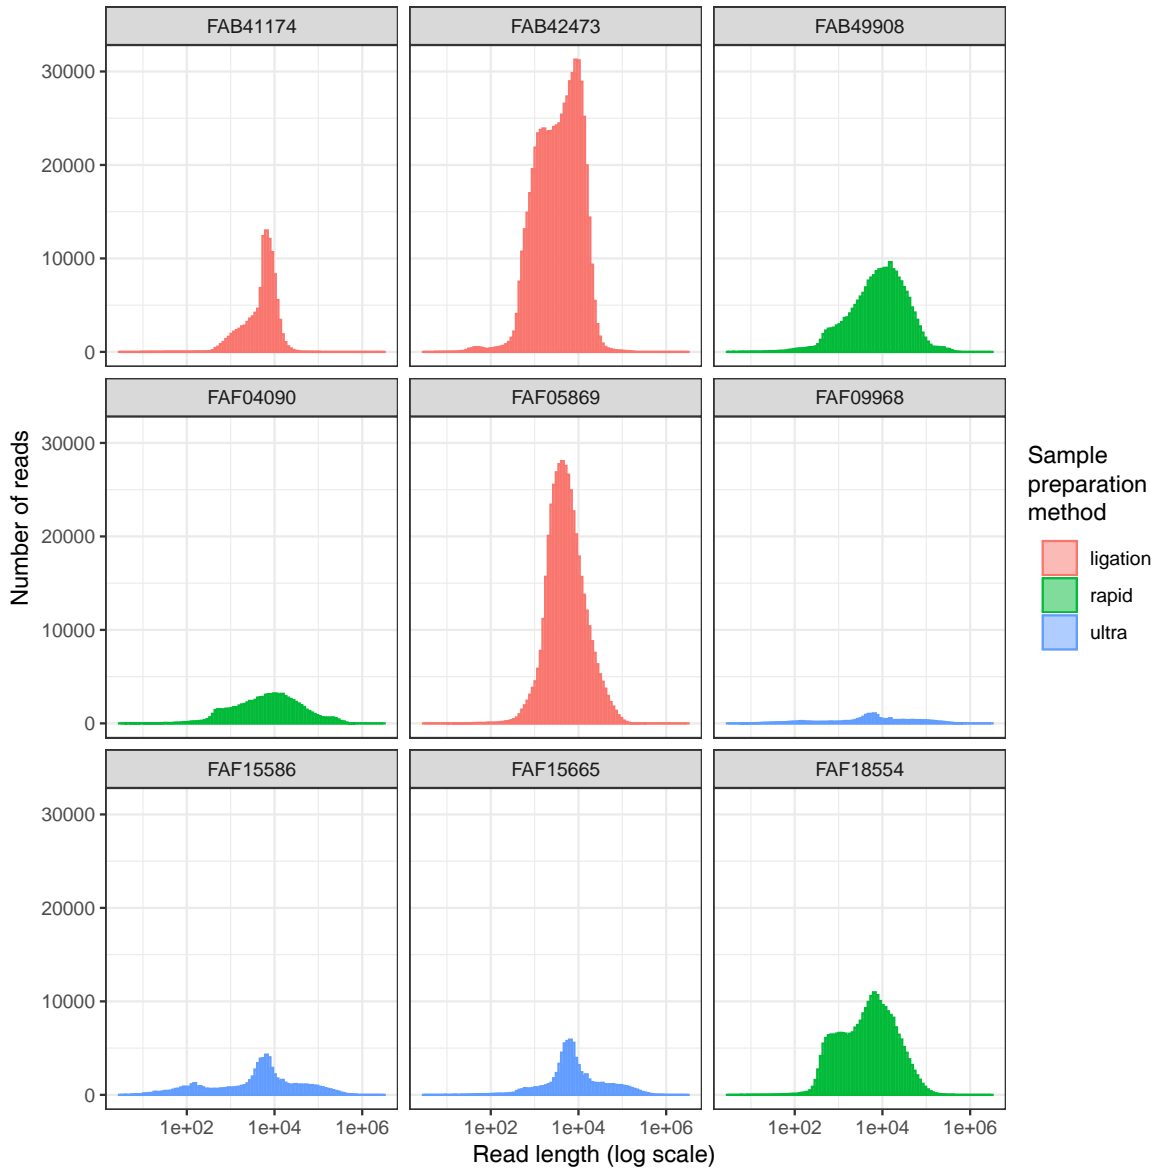 FAB41174 FAB42473 FAB49908
30000
20000
10000
0
FAF04090 FAF05869 FAF09968
30000
20000
10000
0
FAF15586 FAF15665 FAF18554
30000
20000
10000
0
1e+02 1e+04 1e+06 1e+02 1e+04 1e+06 1e+02 1e+04 1e+06
Read length (log scale)
Number of reads
Sample
preparation
method
ligation
rapid
ultra